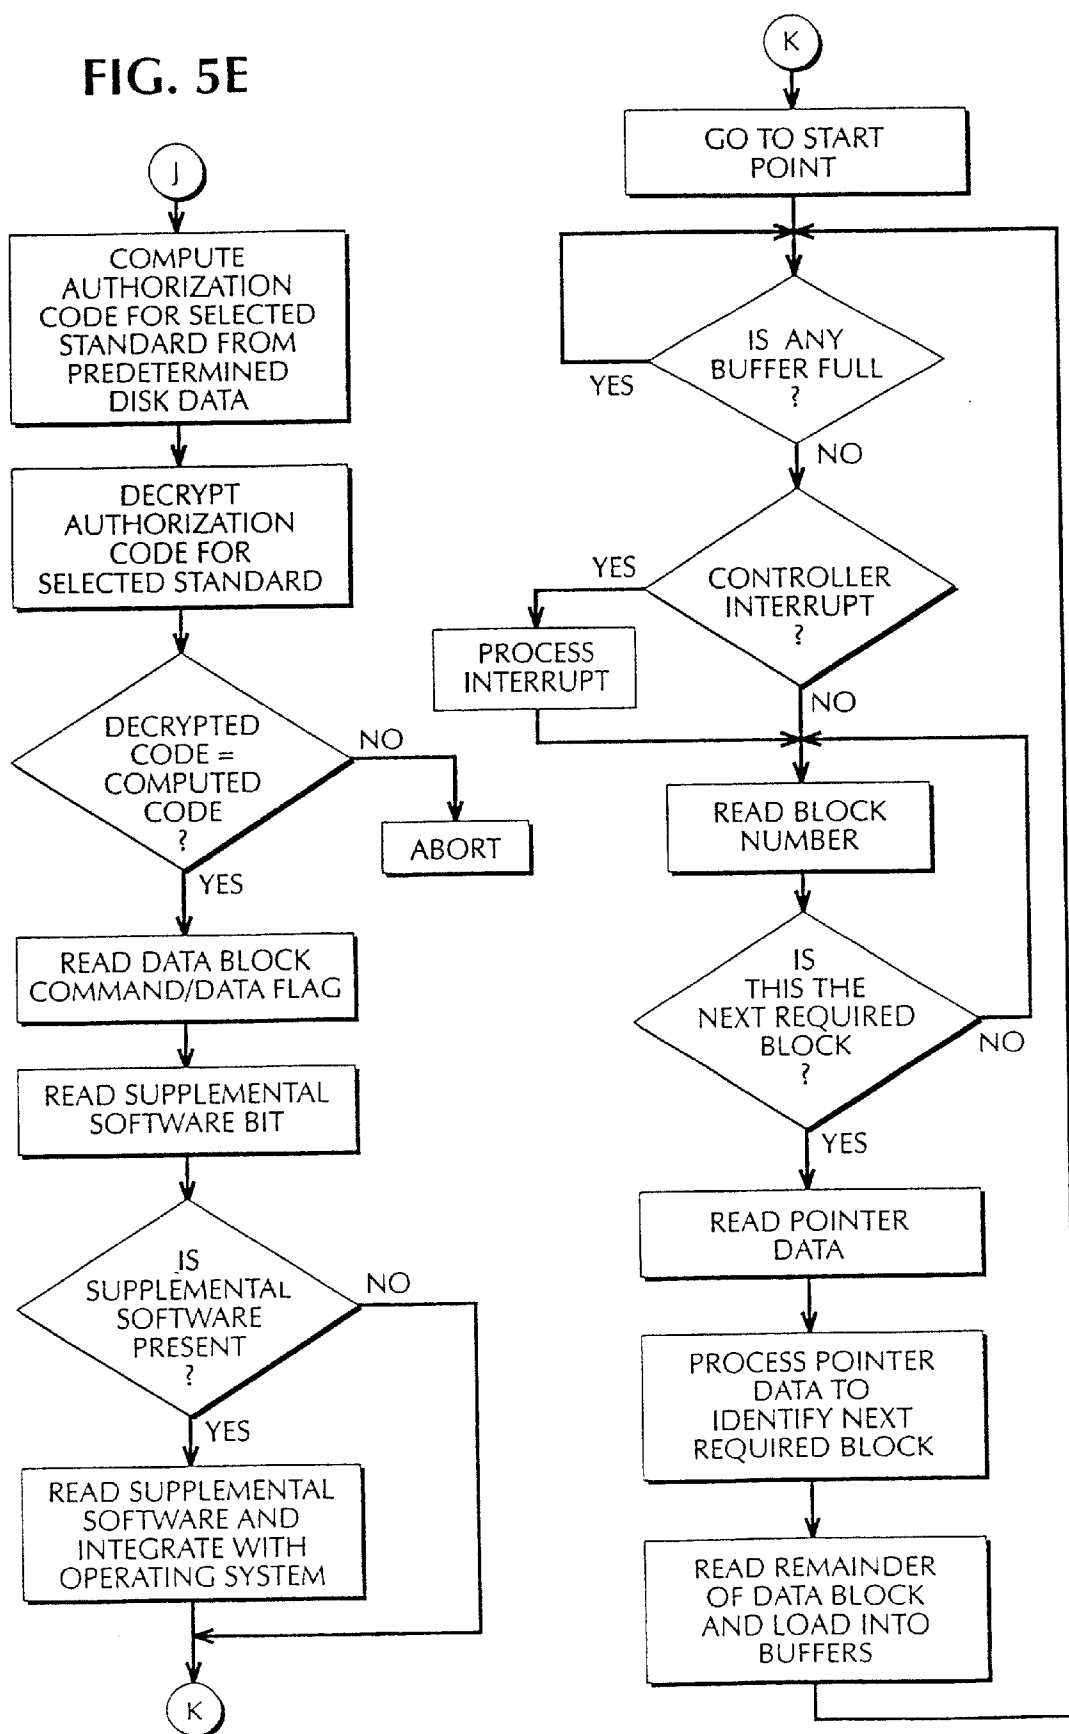 FIG. 5E
J
COMPUTE
AUTHORIZATION
CODE FOR SELECTED
STANDARD FROM
PREDETERMINED
DISK DATA
DECRYPT
AUTHORIZATION
CODE FOR
SELECTED STANDARD
DECRYPTED
CODE =
COMPUTED
CODE
?
NO
ABORT
YES
READ DATA BLOCK
COMMAND/DATA FLAG
READ SUPPLEMENTAL
SOFTWARE BIT
IS
SUPPLEMENTAL
SOFTWARE
PRESENT
?
NO
YES
READ SUPPLEMENTAL
SOFTWARE AND
INTEGRATE WITH
OPERATING SYSTEM
K
K
GO TO START
POINT
IS ANY
BUFFER FULL
?
YES
NO
CONTROLLER
INTERRUPT
?
YES
PROCESS
INTERRUPT
NO
READ BLOCK
NUMBER
IS
THIS THE
NEXT REQUIRED
BLOCK
?
NO
YES
READ POINTER
DATA
PROCESS POINTER
DATA TO
IDENTIFY NEXT
REQUIRED BLOCK
READ REMAINDER
OF DATA BLOCK
AND LOAD INTO
BUFFERS